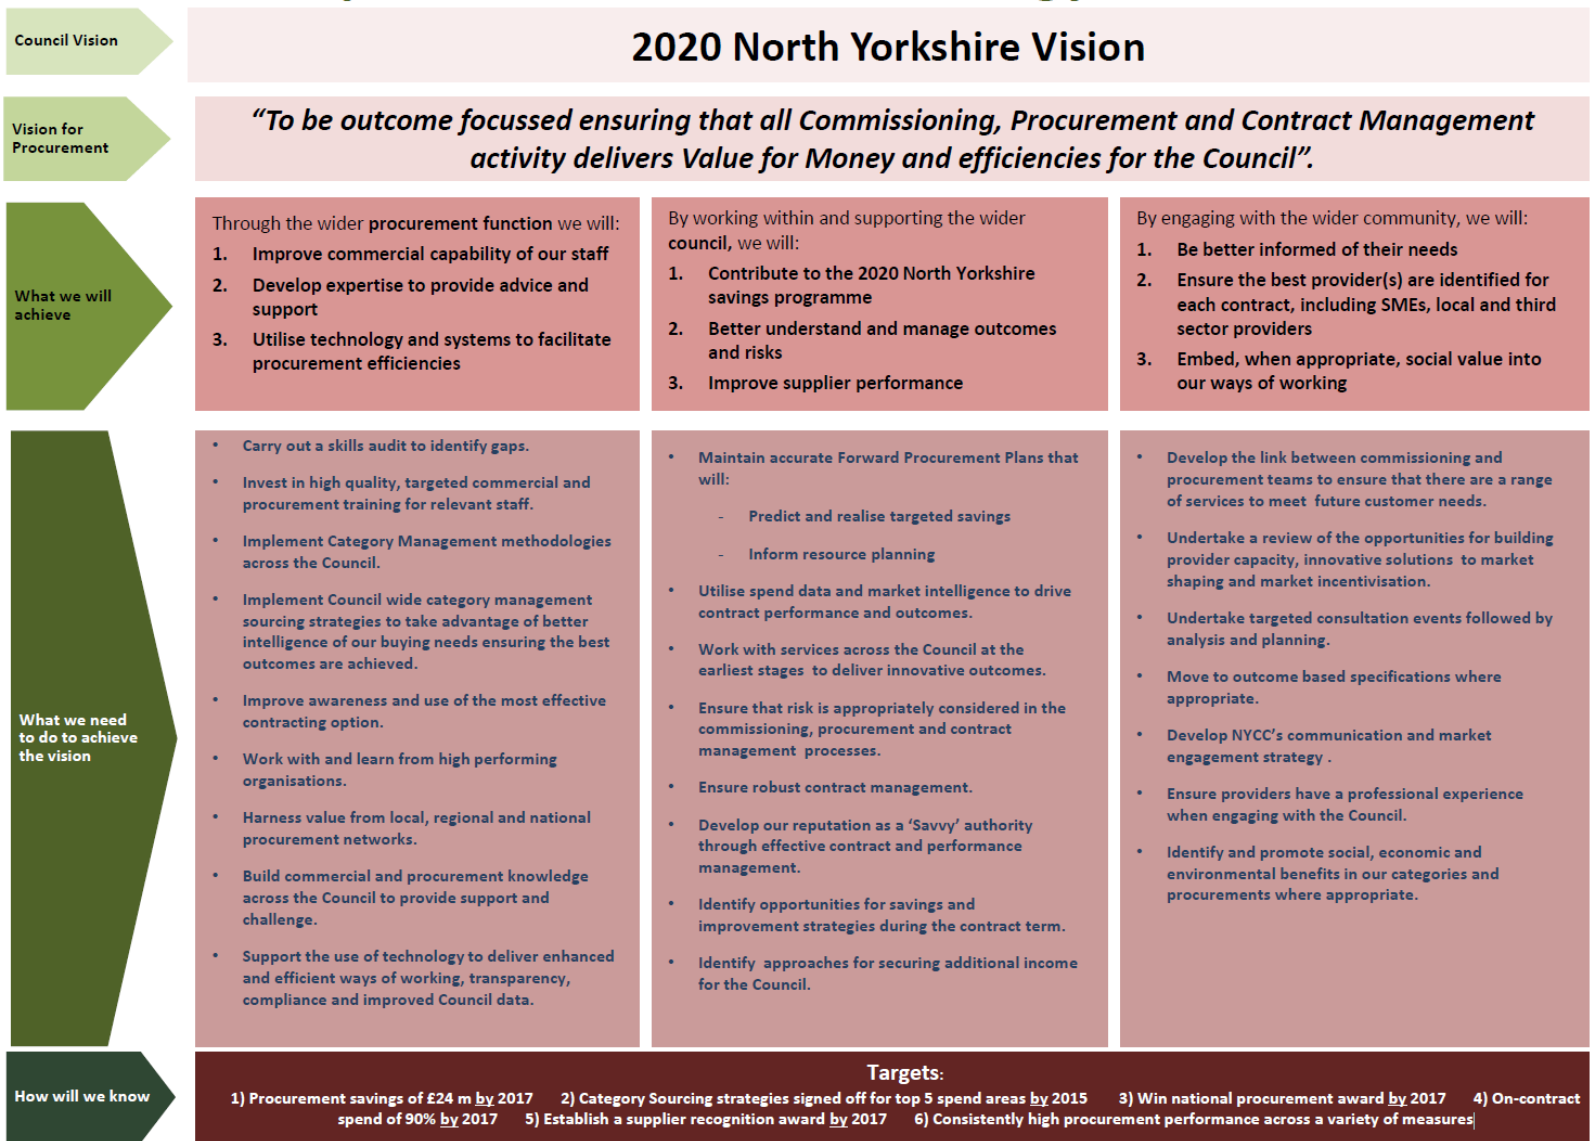 Council Vision
2020 North Yorkshire Vision
Vision for
Procurement
“To be outcome focussed ensuring that all Commissioning, Procurement and Contract Management
activity delivers Value for Money and efficiencies for the Council”.
What we will
achieve
Through the wider procurement function we will:
1. Improve commercial capability of our staff
2. Develop expertise to provide advice and
support
3. Utilise technology and systems to facilitate
procurement efficiencies
By working within and supporting the wider
council, we will:
1. Contribute to the 2020 North Yorkshire
savings programme
2. Better understand and manage outcomes
and risks
3. Improve supplier performance
By engaging with the wider community, we will:
1. Be better informed of their needs
2. Ensure the best provider(s) are identified for
each contract, including SMEs, local and third
sector providers
3. Embed, when appropriate, social value into
our ways of working
What we need
to do to achieve
the vision
• Carry out a skills audit to identify gaps.
• Invest in high quality, targeted commercial and
procurement training for relevant staff.
• Implement Category Management methodologies
across the Council.
• Implement Council wide category management
sourcing strategies to take advantage of better
intelligence of our buying needs ensuring the best
outcomes are achieved.
• Improve awareness and use of the most effective
contracting option.
• Work with and learn from high performing
organisations.
• Harness value from local, regional and national
procurement networks.
• Build commercial and procurement knowledge
across the Council to provide support and
challenge.
• Support the use of technology to deliver enhanced
and efficient ways of working, transparency,
compliance and improved Council data.
• Maintain accurate Forward Procurement Plans that
will:
- Predict and realise targeted savings
- Inform resource planning
• Utilise spend data and market intelligence to drive
contract performance and outcomes.
• Work with services across the Council at the
earliest stages to deliver innovative outcomes.
• Ensure that risk is appropriately considered in the
commissioning, procurement and contract
management processes.
• Ensure robust contract management.
• Develop our reputation as a ‘Savvy’ authority
through effective contract and performance
management.
• Identify opportunities for savings and
improvement strategies during the contract term.
• Identify approaches for securing additional income
for the Council.
• Develop the link between commissioning and
procurement teams to ensure that there are a range
of services to meet future customer needs.
• Undertake a review of the opportunities for building
provider capacity, innovative solutions to market
shaping and market incentivisation.
• Undertake targeted consultation events followed by
analysis and planning.
• Move to outcome based specifications where
appropriate.
• Develop NYCC’s communication and market
engagement strategy .
• Ensure providers have a professional experience
when engaging with the Council.
• Identify and promote social, economic and
environmental benefits in our categories and
procurements where appropriate.
How will we know
Targets:
1) Procurement savings of £24 m by 2017 2) Category Sourcing strategies signed off for top 5 spend areas by 2015 3) Win national procurement award by 2017 4) On-contract
spend of 90% by 2017 5) Establish a supplier recognition award by 2017 6) Consistently high procurement performance across a variety of measures